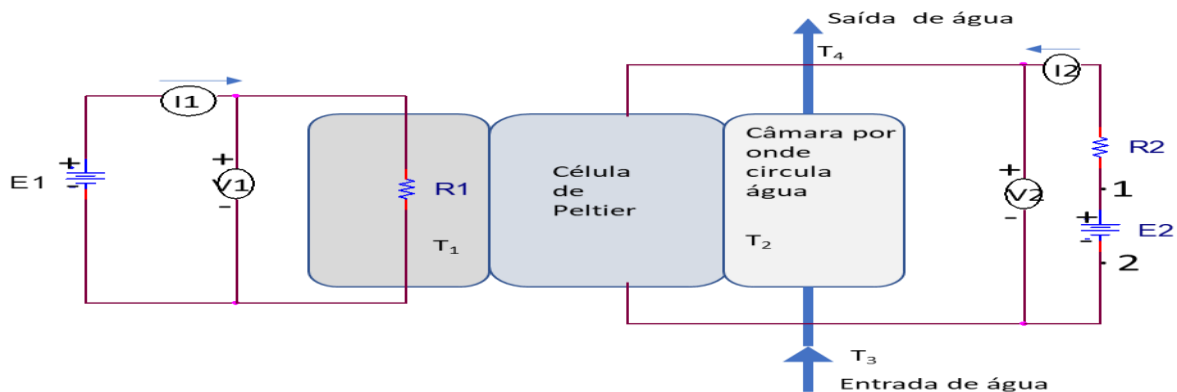 Saída de água
T4
I1
I2
+
E1
-
+
V1
-
R1
T1
Célula
de
Peltier
Câmara por
onde
circula
água
T2
+
V2
-
R2
1
+
E2
-
2
T3
Entrada de água